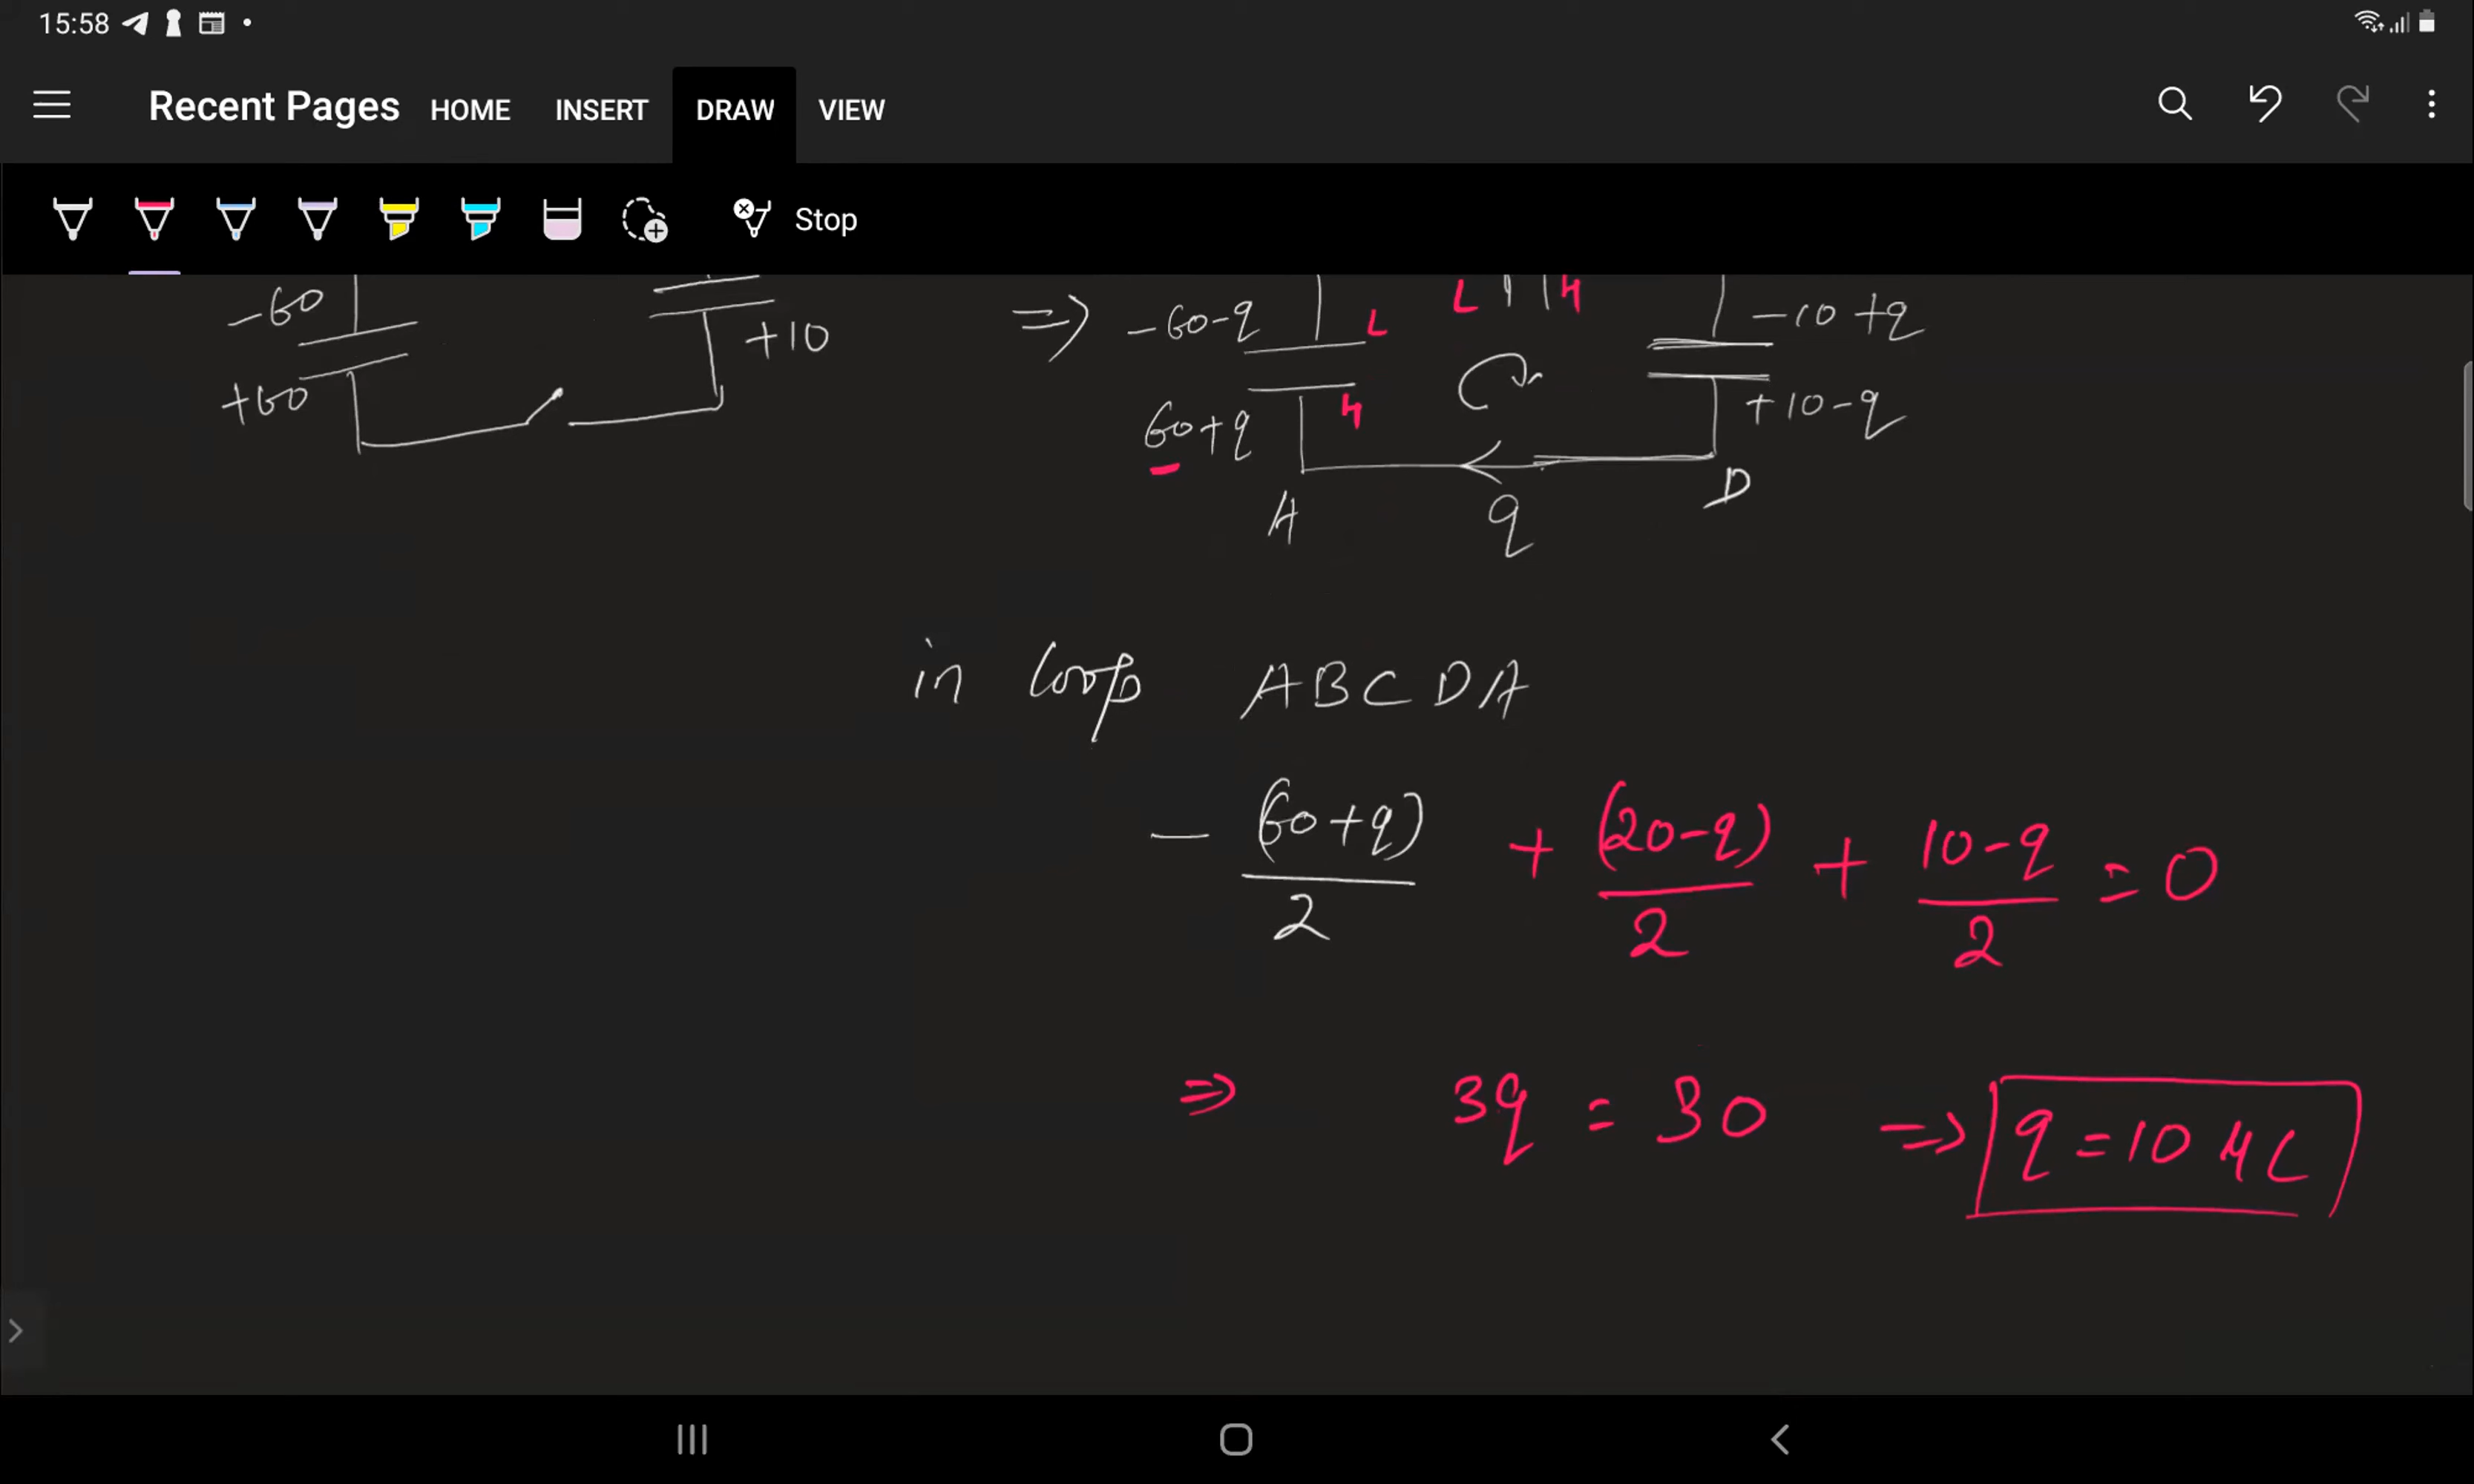 15:58
Recent Pages HOME INSERT DRAW VIEW
Stop
-60
+60
+10
⇒ -60-q L
L H
-10+q
60+q H
+10-q
A q D
in loop ABCDA
- (60+q)/2 + (20-q)/2 + 10-q/2 = 0
⇒ 3q = 30 ⇒ q = 10 μC